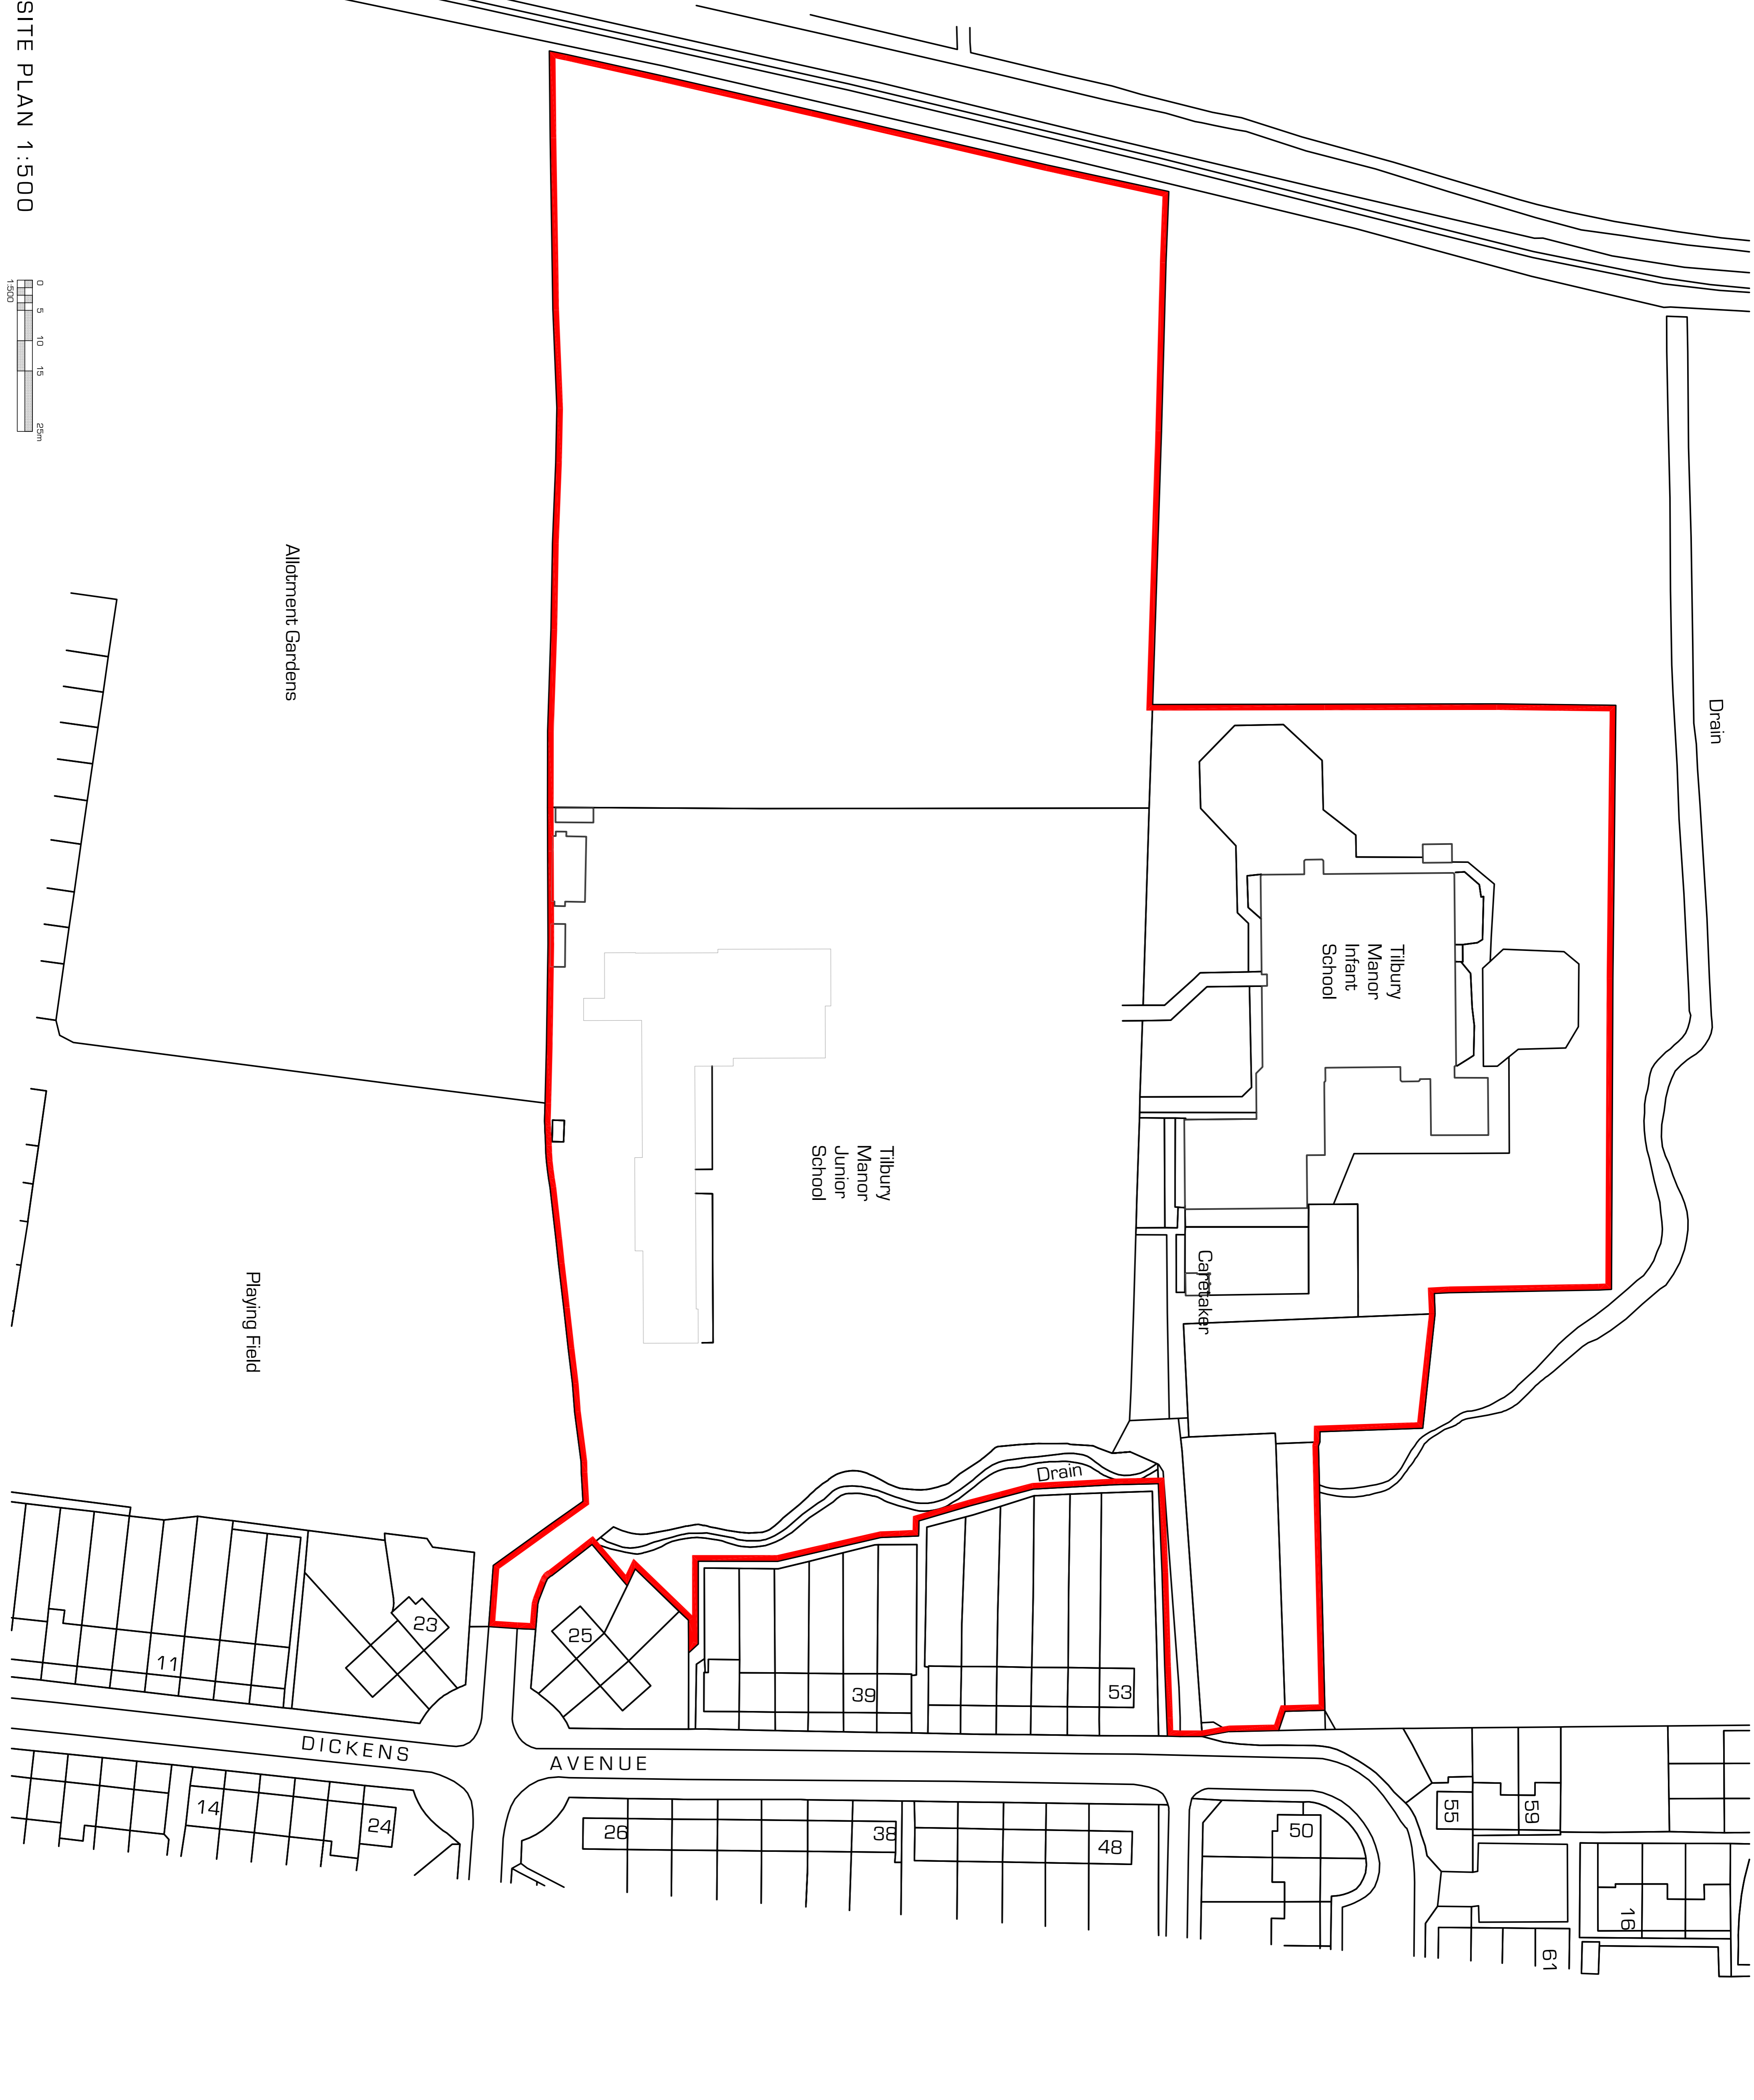 SITE PLAN 1:500
0 5 10 15 25m
1:500
Allotment Gardens
Playing Field
Tilbury
Manor
Infant
School
Tilbury
Manor
Junior
School
Caretaker
Drain
Drain
23
25
11
39
53
DICKENS
AVENUE
14
24
26
38
48
50
55
59
16
61